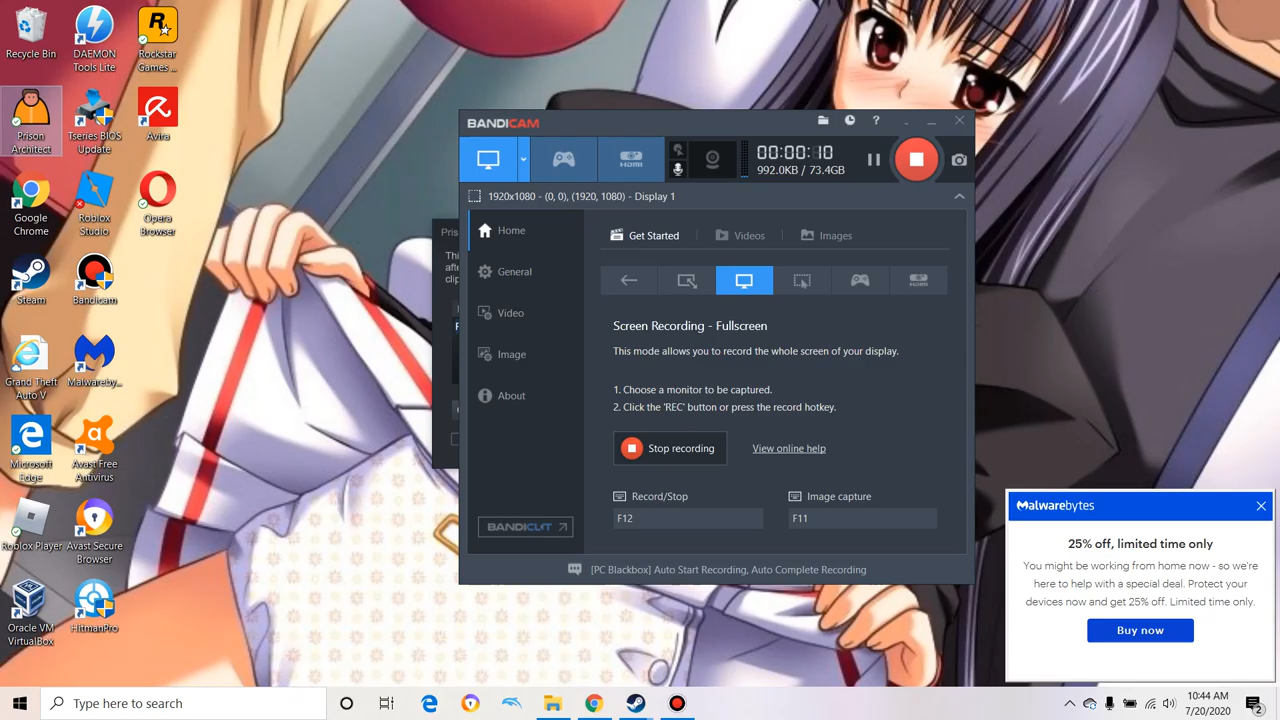 Recycle Bin
DAEMON
Tools Lite
Rockstar
Games ...
Prison
Architect
Tseries BIOS
Update
Avira
Google
Chrome
Roblox
Studio
Opera
Browser
Steam
Bandicam
Grand Theft
Auto V
Malwareby...
Microsoft
Edge
Avast Free
Antivirus
Roblox Player
Avast Secure
Browser
Oracle VM
VirtualBox
HitmanPro
Pris
Thi
afte
clip
BANDICAM
HDMI
00:00:10
992.0KB / 73.4GB
1920x1080 - (0, 0), (1920, 1080) - Display 1
Home
General
Video
Image
About
BANDICUT
Get Started
Videos
Images
HDMI
Screen Recording - Fullscreen
This mode allows you to record the whole screen of your display.
1. Choose a monitor to be captured.
2. Click the 'REC' button or press the record hotkey.
Stop recording
View online help
Record/Stop
Image capture
F12
F11
[PC Blackbox] Auto Start Recording, Auto Complete Recording
Malwarebytes
25% off, limited time only
You might be working from home now - so we're
here to help with a special deal. Protect your
devices now and get 25% off. Limited time only.
Buy now
Type here to search
10:44 AM
7/20/2020
2